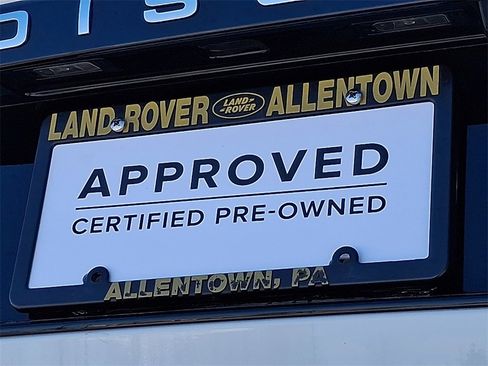 LAND ROVER LAND ROVER ALLENTOWN
APPROVED
CERTIFIED PRE-OWNED
ALLENTOWN, PA